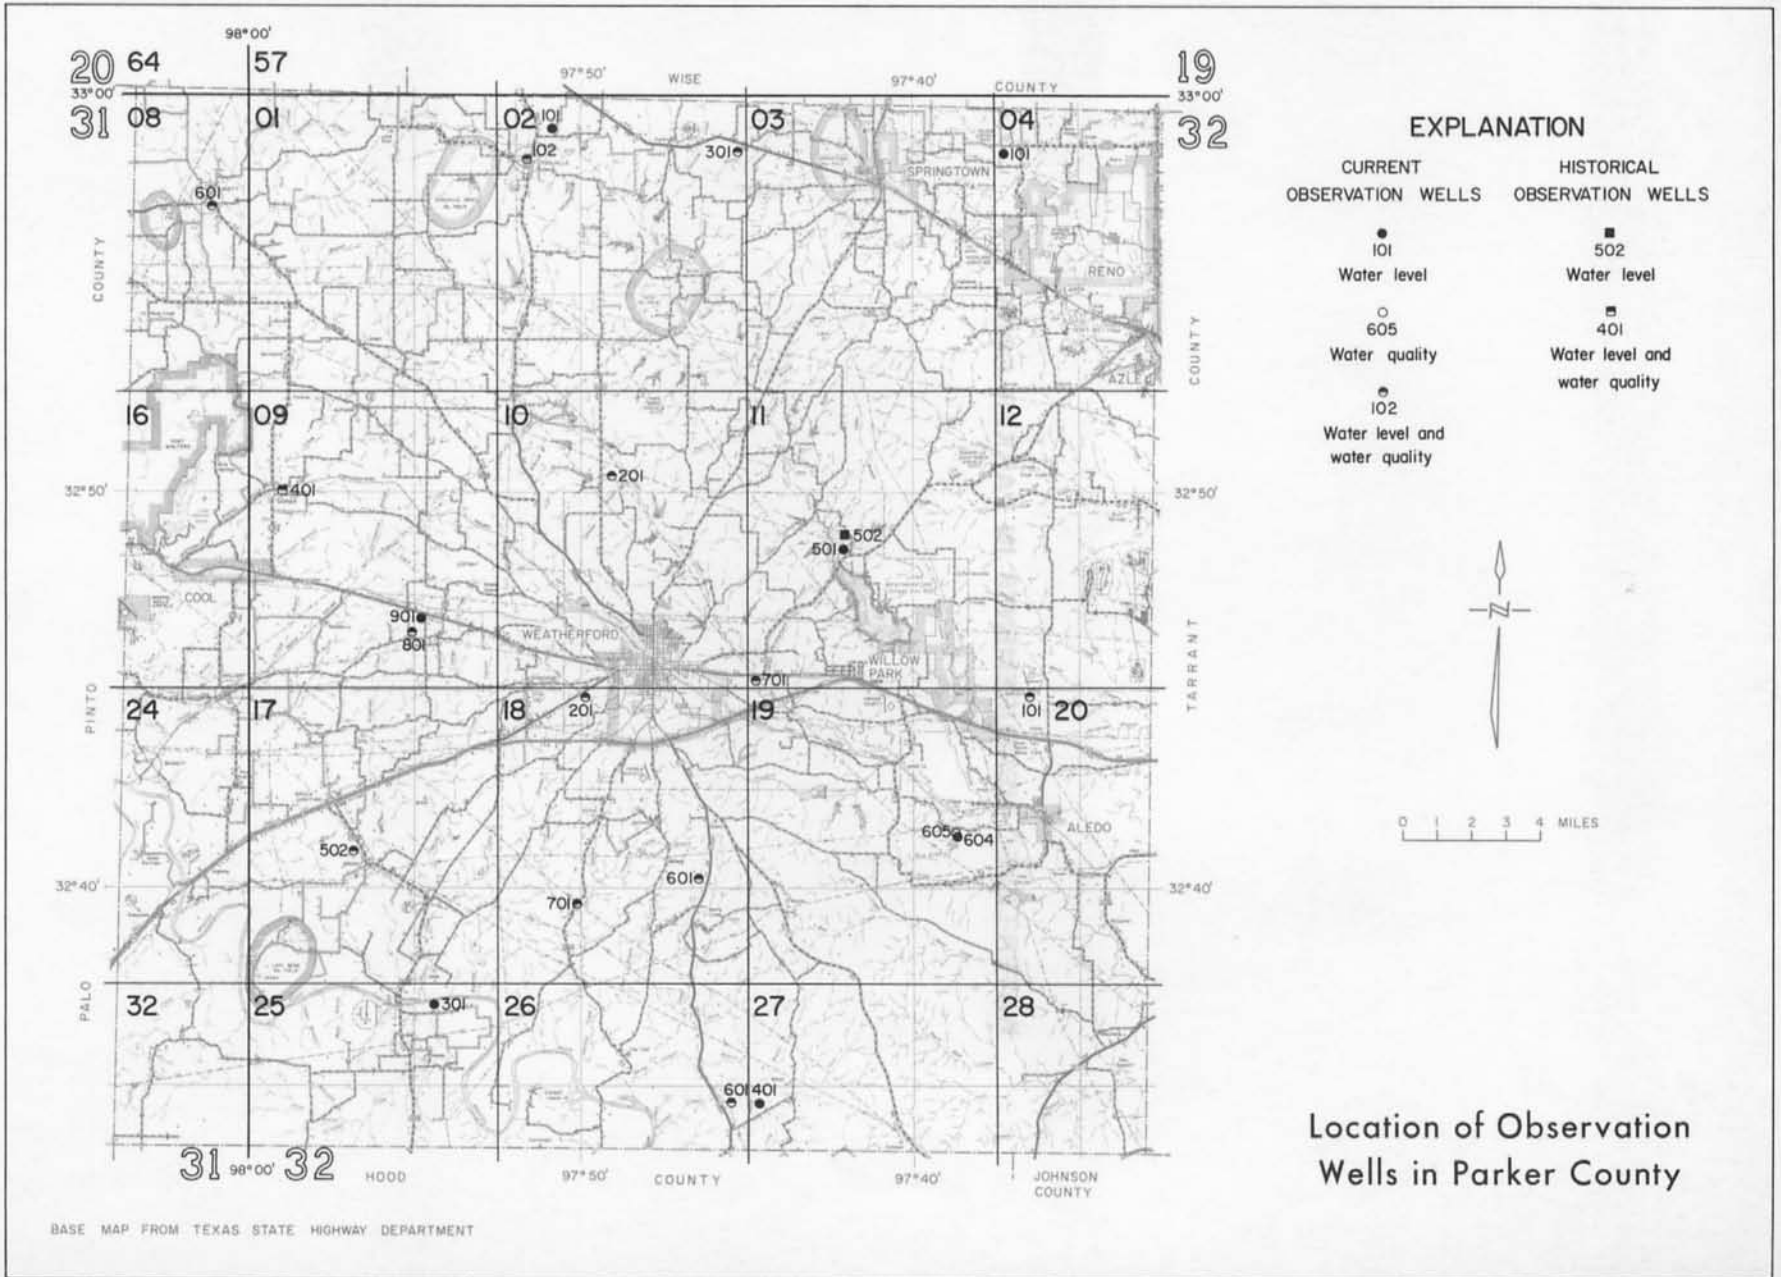 98°00'
20 64 57
97°50' WISE 97°40' COUNTY
19
33°00' 33°00'
31 08 01 02 03 04 32
101
102
301
101
SPRINGTOWN
601
COUNTY
RENO
COUNTY
AZLE
16 09 10 11 12
201
32°50' 401 32°50'
502
501
COOL
901
801
WEATHERFORD
WILLOW
PARK
701
TARRANT
PINTO
24 17 18 19 20
201
101
605 604
ALEDO
502
601
32°40' 32°40'
701
PALO
32 25 26 27 28
301
601 401
31 98°00' 32 HOOD 97°50' COUNTY 97°40' JOHNSON
COUNTY
BASE MAP FROM TEXAS STATE HIGHWAY DEPARTMENT
EXPLANATION
CURRENT
OBSERVATION WELLS
101
Water level
605
Water quality
102
Water level and
water quality
HISTORICAL
OBSERVATION WELLS
502
Water level
401
Water level and
water quality
N
0 1 2 3 4 MILES
Location of Observation
Wells in Parker County